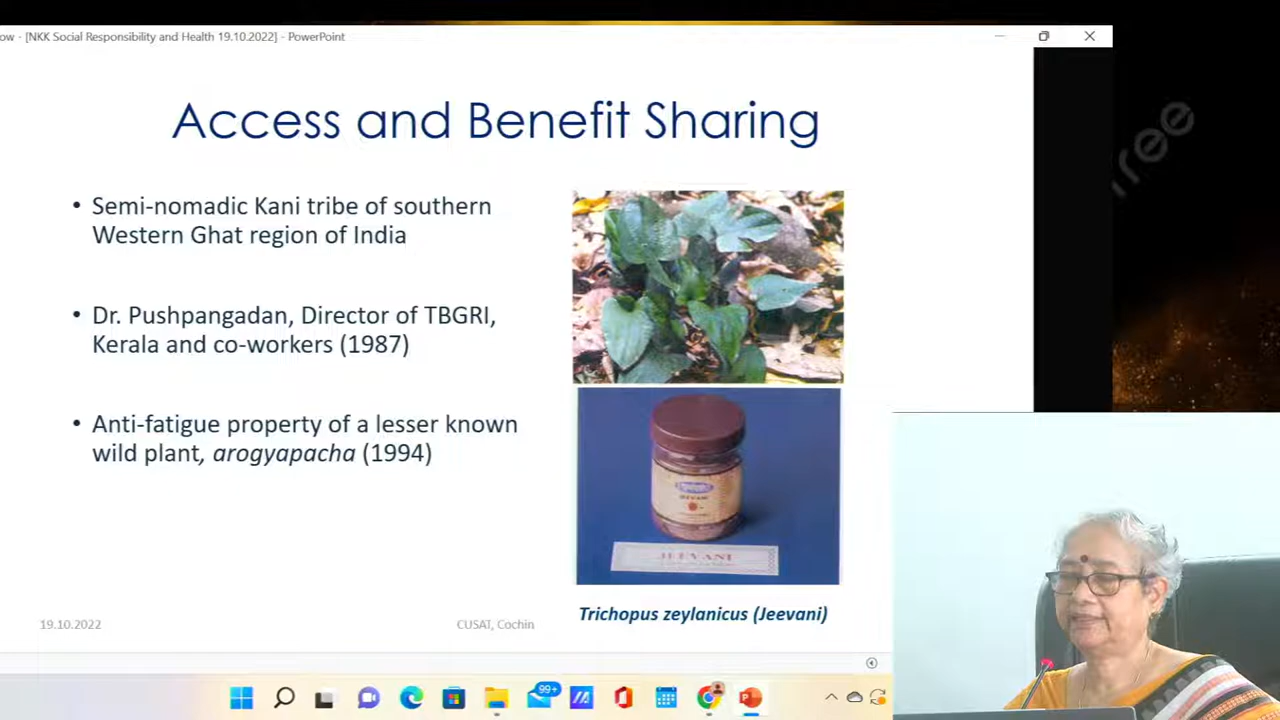 ow - [NKK Social Responsibility and Health 19.10.2022] - PowerPoint
ree
Access and Benefit Sharing
• Semi-nomadic Kani tribe of southern
Western Ghat region of India
• Dr. Pushpangadan, Director of TBGRI,
Kerala and co-workers (1987)
• Anti-fatigue property of a lesser known
wild plant, arogyapacha (1994)
JEEVANI
JEEVANI
Trichopus zeylanicus (Jeevani)
19.10.2022
CUSAT, Cochin
99+